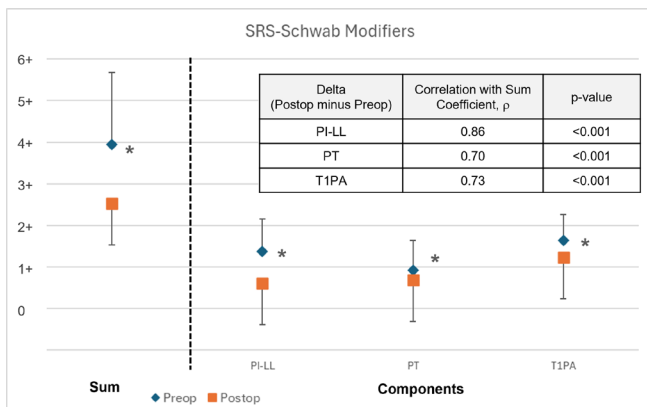 SRS-Schwab Modifiers
6+
5+
4+
3+
2+
1+
0
Delta
(Postop minus Preop)
Correlation with Sum
Coefficient, ρ
p-value
PI-LL 0.86 <0.001
PT 0.70 <0.001
T1PA 0.73 <0.001
*
*
*
*
PI-LL PT T1PA
Sum
Components
Preop Postop